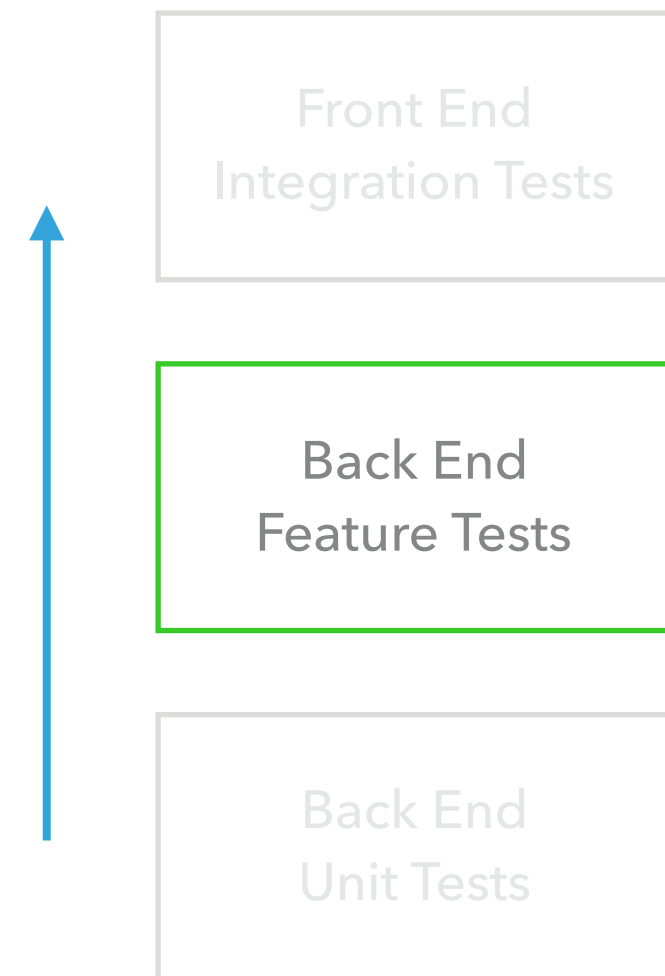 Front End
Integration Tests
Back End
Feature Tests
Back End
Unit Tests